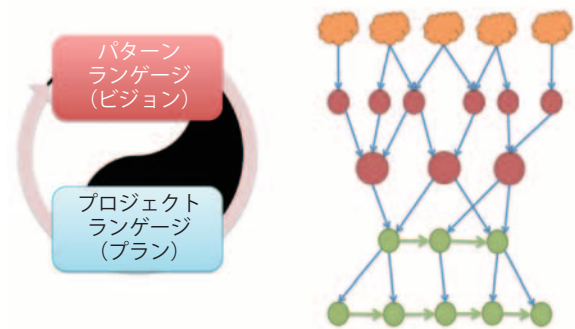 パターン
ランゲージ
（ビジョン）
プロジェクト
ランゲージ
（プラン）